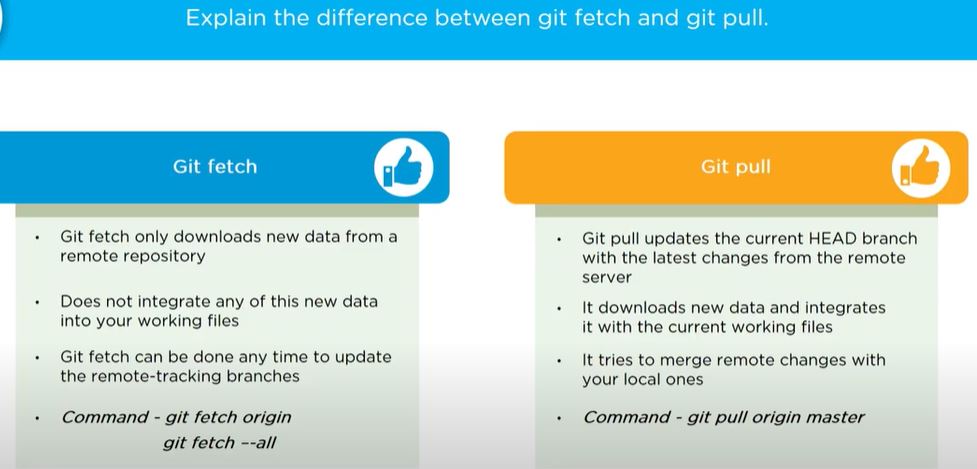 Explain the difference between git fetch and git pull.
Git fetch
Git fetch only downloads new data from a
remote repository
Does not integrate any of this new data
into your working files
Git fetch can be done any time to update
the remote-tracking branches
Command - git fetch origin
git fetch --all
Git pull
Git pull updates the current HEAD branch
with the latest changes from the remote
server
It downloads new data and integrates
it with the current working files
It tries to merge remote changes with
your local ones
Command - git pull origin master